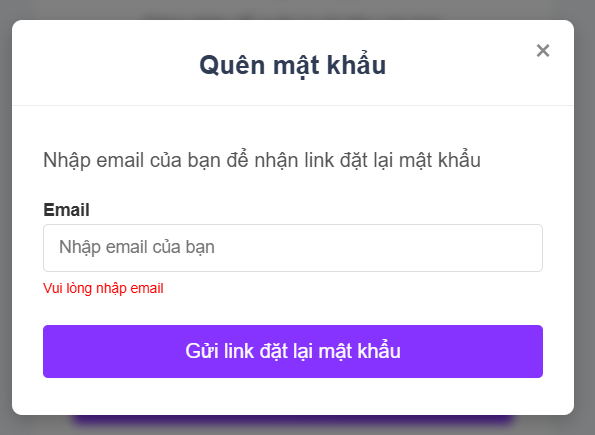 Quên mật khẩu
×
Nhập email của bạn để nhận link đặt lại mật khẩu
Email
Nhập email của bạn
Vui lòng nhập email
Gửi link đặt lại mật khẩu